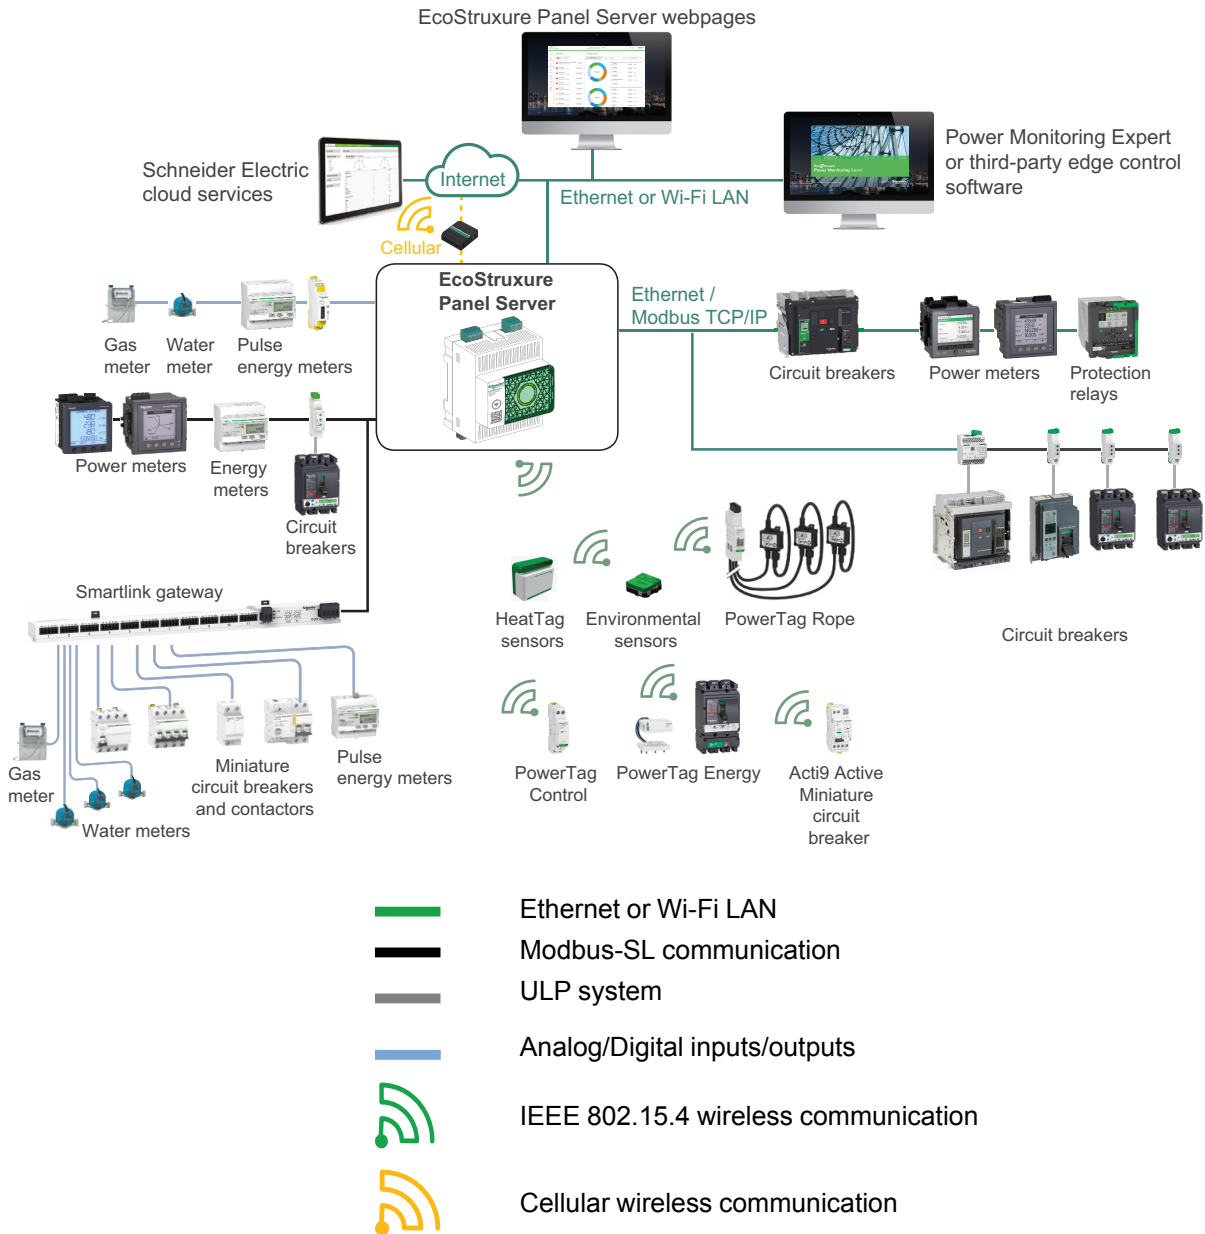 EcoStruxure Panel Server webpages
Schneider Electric
cloud services
Internet
Cellular
Ethernet or Wi-Fi LAN
Power Monitoring Expert
Power Monitoring Expert
or third-party edge control
software
EcoStruxure
Panel Server
Ethernet /
Modbus TCP/IP
Gas
meter
Water
meter
Pulse
energy meters
Circuit breakers
Power meters
Protection
relays
Power meters
Energy
meters
Circuit
breakers
Smartlink gateway
HeatTag
sensors
Environmental
sensors
PowerTag Rope
Circuit breakers
Gas
meter
Water meters
Miniature
circuit breakers
and contactors
Pulse
energy meters
PowerTag
Control
PowerTag Energy
Acti9 Active
Miniature
circuit
breaker
Ethernet or Wi-Fi LAN
Modbus-SL communication
ULP system
Analog/Digital inputs/outputs
IEEE 802.15.4 wireless communication
Cellular wireless communication